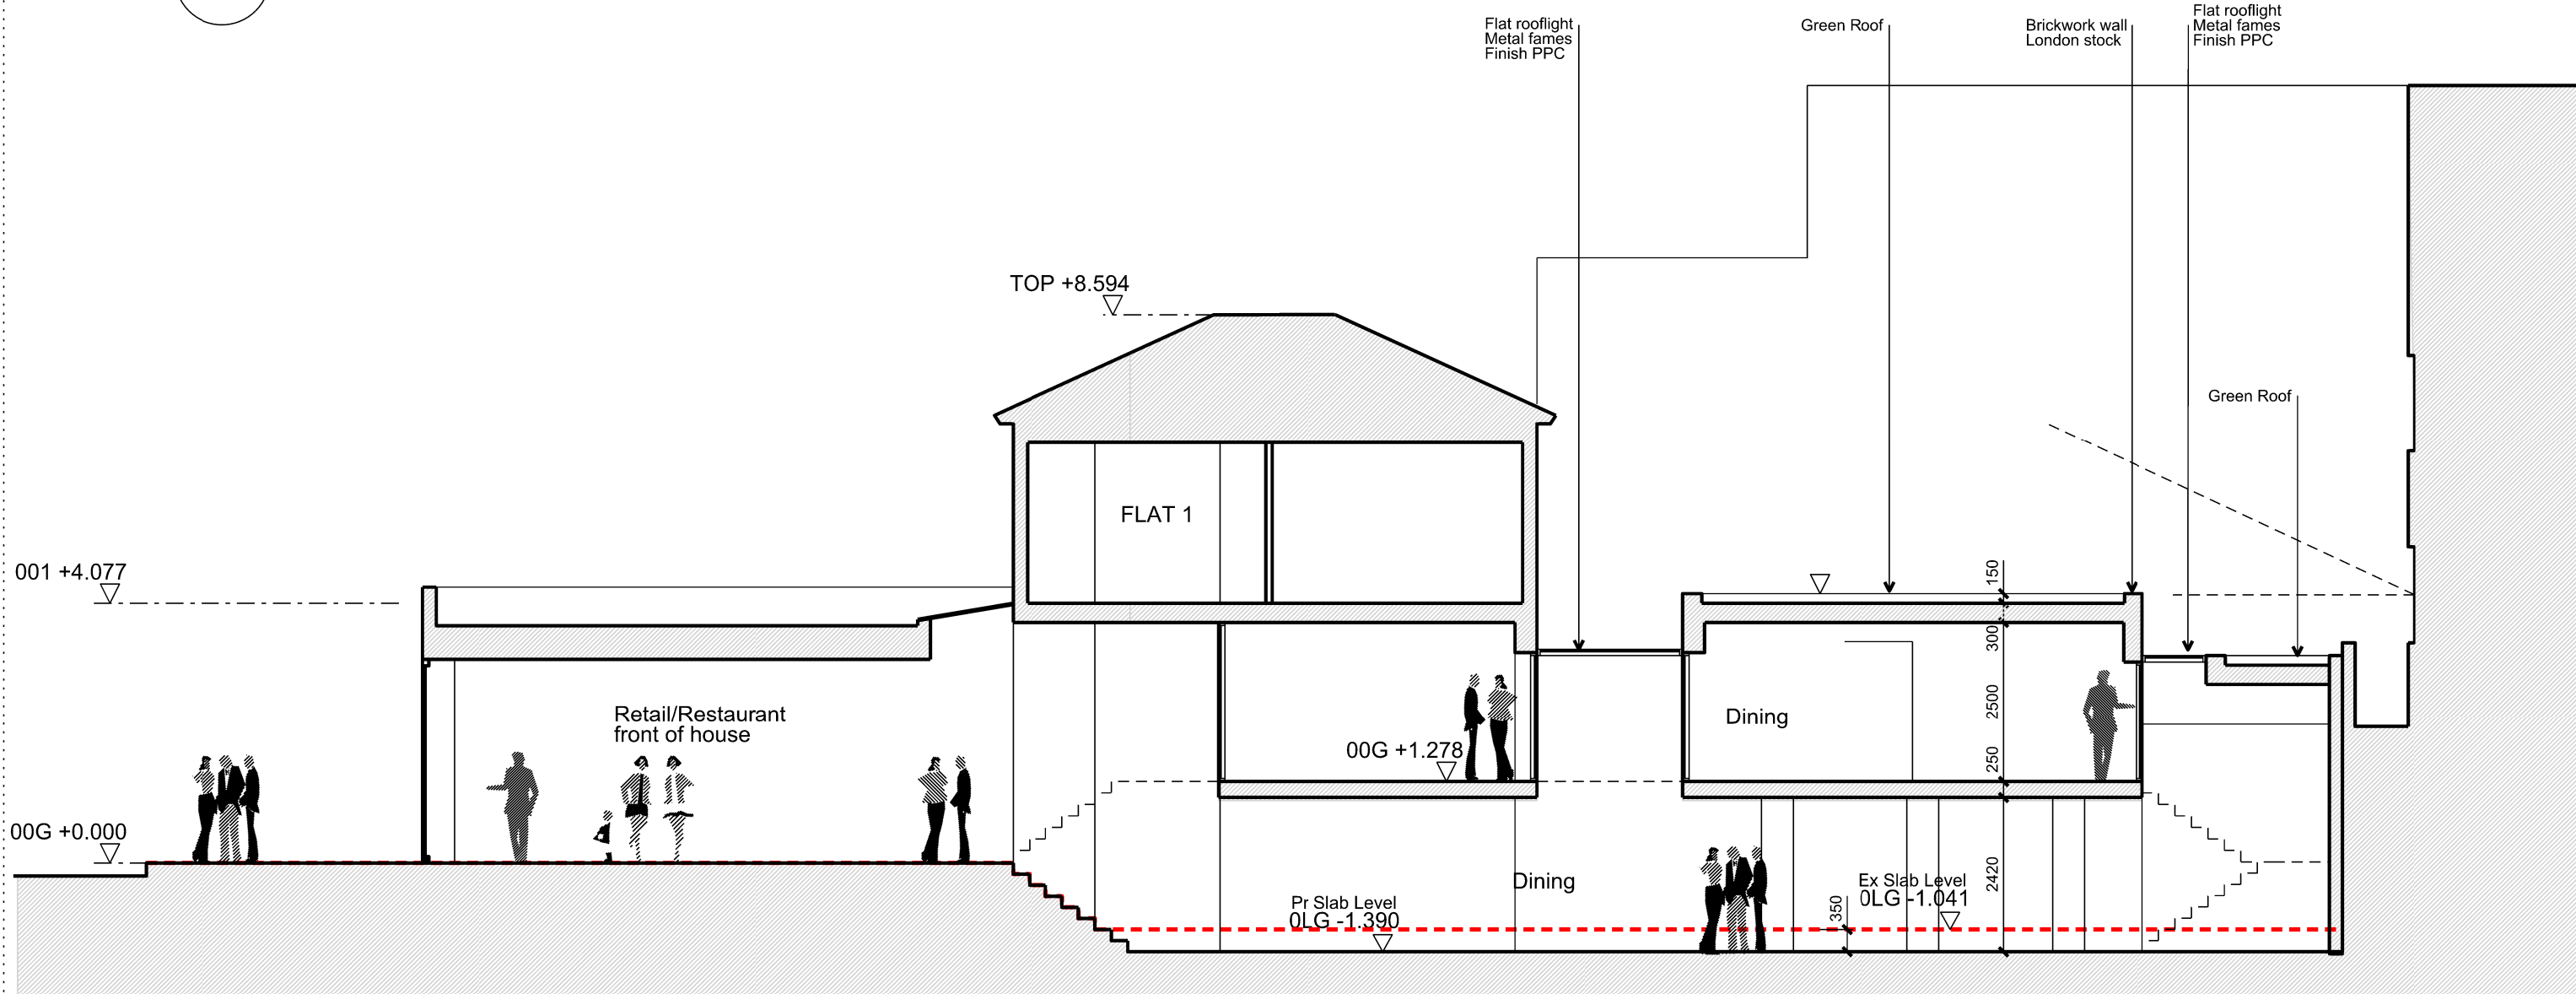 Flat rooflight
Metal fames
Finish PPC
Green Roof
Brickwork wall
London stock
Flat rooflight
Metal fames
Finish PPC
TOP +8.594
Green Roof
FLAT 1
001 +4.077
150
300
Retail/Restaurant
front of house
2500
Dining
00G +1.278
250
00G +0.000
Dining
2420
Ex Slab Level
0LG -1.041
Pr Slab Level
0LG -1.390
350